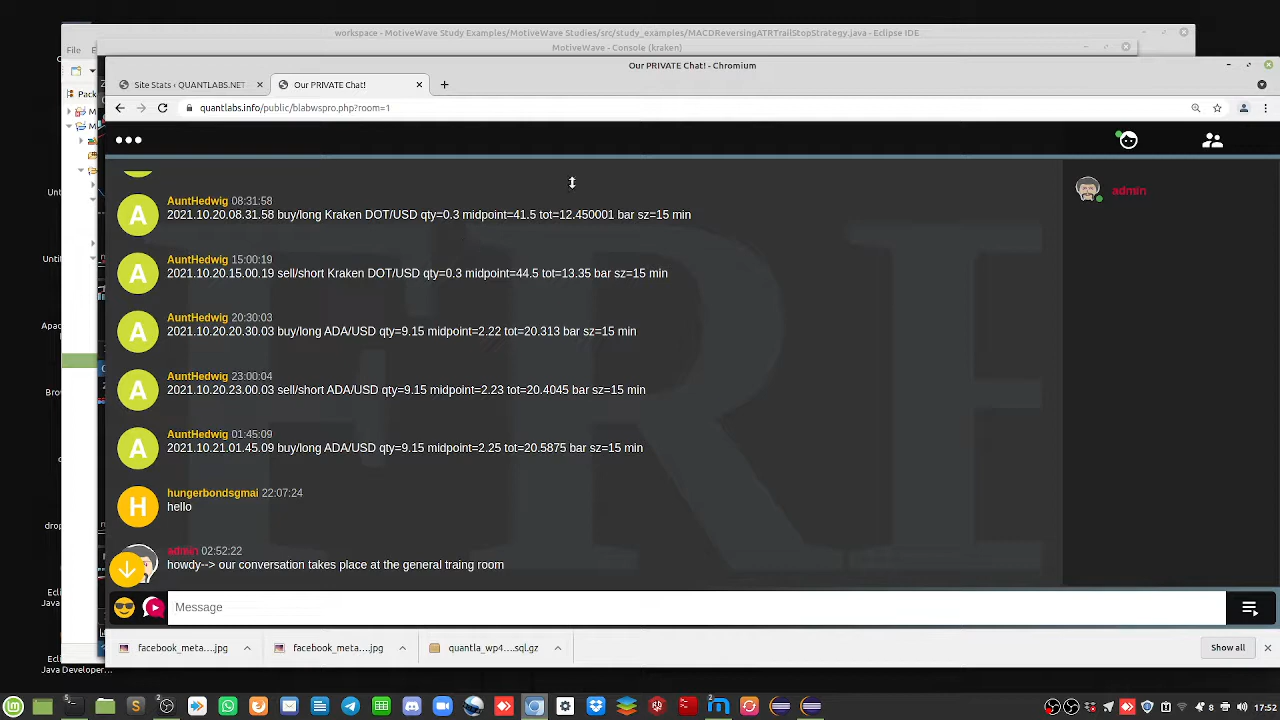 workspace - MotiveWave Study Examples/MotiveWave Studies/src/study_examples/MACDReversingATRTrailStopStrategy.java - Eclipse IDE
File
MotiveWave - Console (kraken)
Our PRIVATE Chat! - Chromium
Site Stats ‹ QUANTLABS.NET
Our PRIVATE Chat!
Pack
quantlabs.info/public/blabwspro.php?room=1
admin
AuntHedwig 08:31:58
2021.10.20.08.31.58 buy/long Kraken DOT/USD qty=0.3 midpoint=41.5 tot=12.450001 bar sz=15 min
AuntHedwig 15:00:19
2021.10.20.15.00.19 sell/short Kraken DOT/USD qty=0.3 midpoint=44.5 tot=13.35 bar sz=15 min
AuntHedwig 20:30:03
2021.10.20.20.30.03 buy/long ADA/USD qty=9.15 midpoint=2.22 tot=20.313 bar sz=15 min
AuntHedwig 23:00:04
2021.10.20.23.00.03 sell/short ADA/USD qty=9.15 midpoint=2.23 tot=20.4045 bar sz=15 min
AuntHedwig 01:45:09
2021.10.21.01.45.09 buy/long ADA/USD qty=9.15 midpoint=2.25 tot=20.5875 bar sz=15 min
hungerbondsgmai 22:07:24
hello
admin 02:52:22
howdy--> our conversation takes place at the general traing room
Message
facebook_meta....jpg
facebook_meta....jpg
quantla_wp4....sql.gz
Show all
Java Developer...
8
17:52